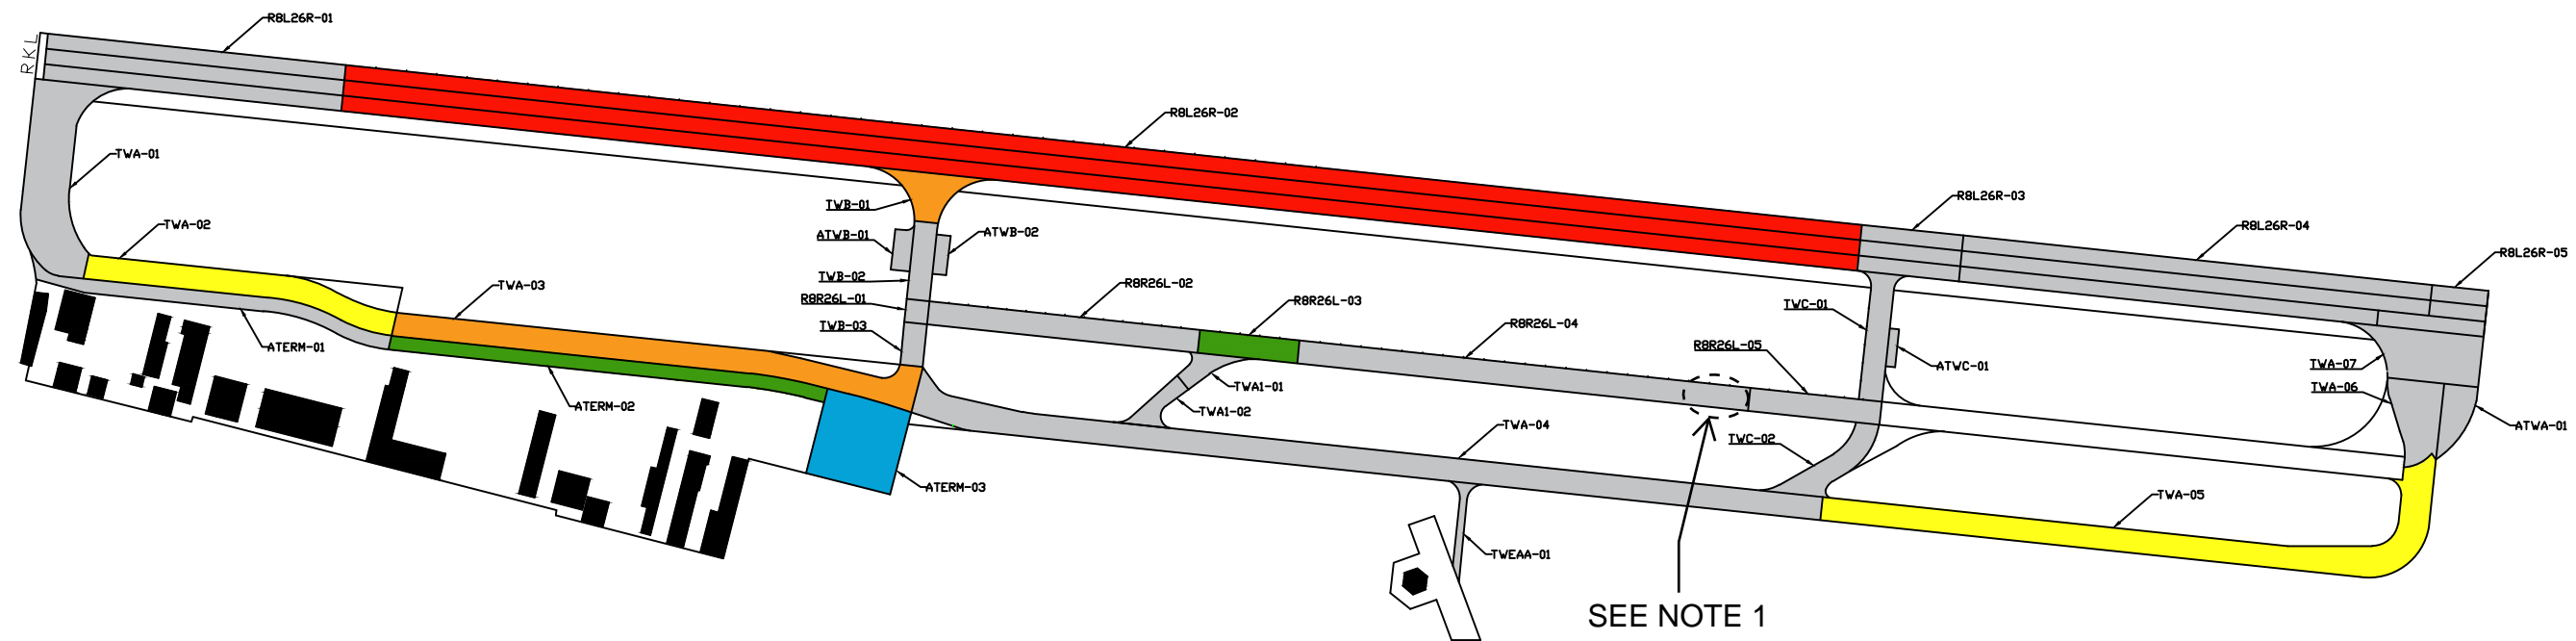 R8L26R-01
RKL
R8L26R-02
TWA-01
R8L26R-03
TWB-01
TWA-02
R8L26R-04
ATWB-01
ATWB-02
R8L26R-05
TWB-02
TWA-03
R8R26L-01
R8R26L-02
R8R26L-03
TWC-01
TWB-03
R8R26L-04
ATERM-01
R8R26L-05
ATWC-01
TWA-07
TWA1-01
TWA-06
ATERM-02
TWA1-02
TWA-04
ATWA-01
TWC-02
ATERM-03
TWA-05
TWEAA-01
SEE NOTE 1